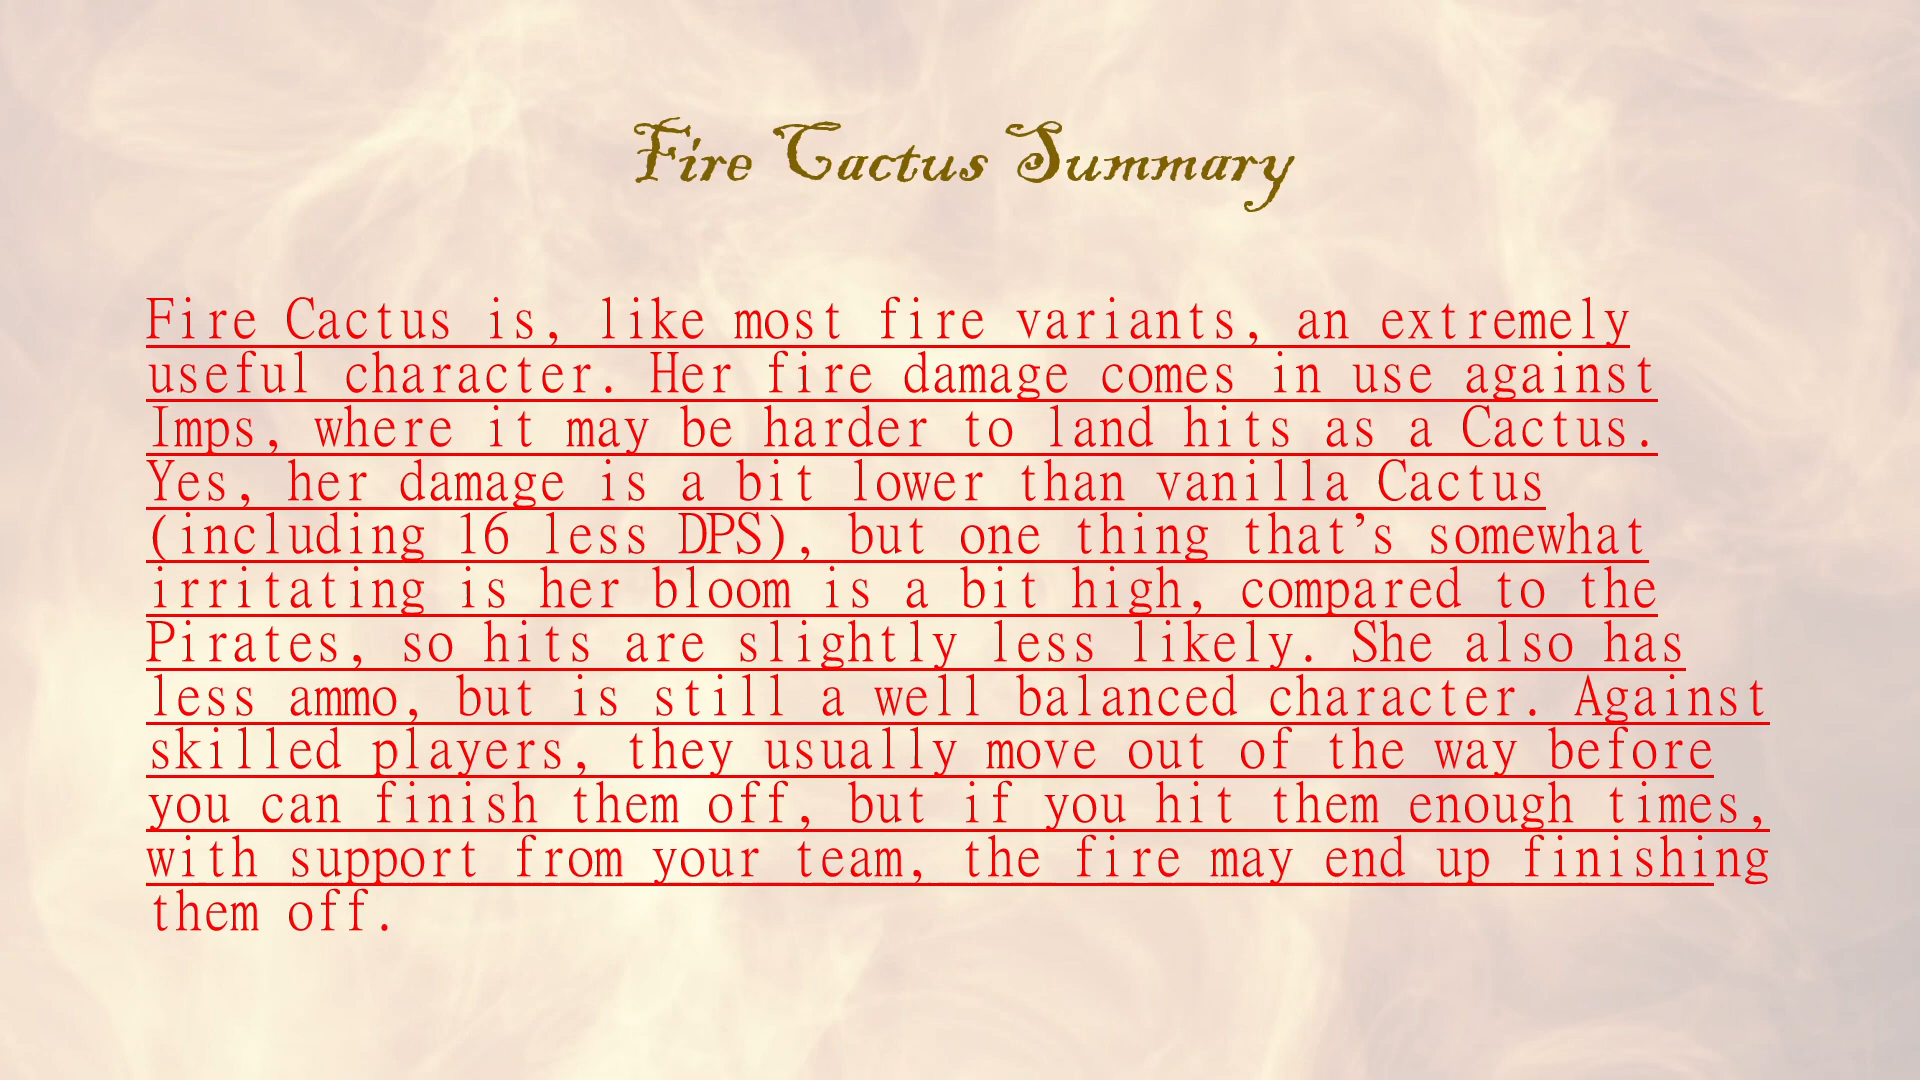 Fire Cactus Summary
Fire Cactus is, like most fire variants, an extremely
useful character. Her fire damage comes in use against
Imps, where it may be harder to land hits as a Cactus.
Yes, her damage is a bit lower than vanilla Cactus
(including 16 less DPS), but one thing that's somewhat
irritating is her bloom is a bit high, compared to the
Pirates, so hits are slightly less likely. She also has
less ammo, but is still a well balanced character. Against
skilled players, they usually move out of the way before
you can finish them off, but if you hit them enough times,
with support from your team, the fire may end up finishing
them off.